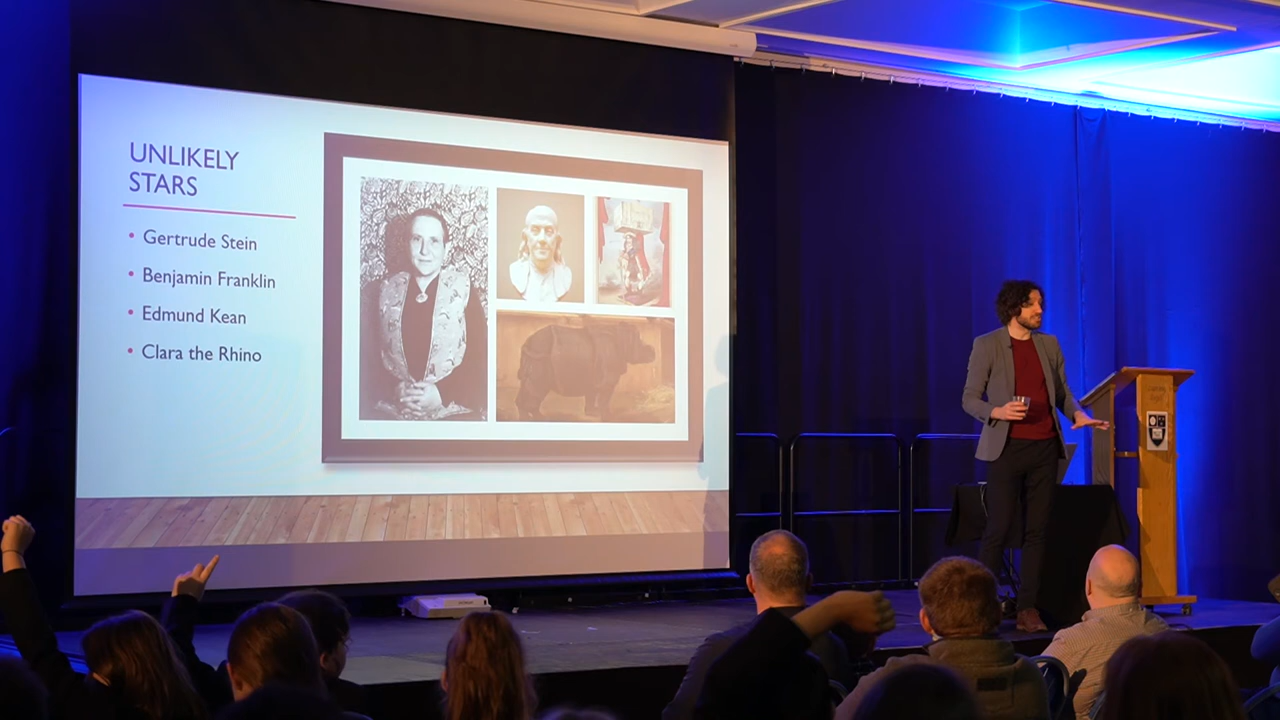 UNLIKELY
STARS
• Gertrude Stein
• Benjamin Franklin
• Edmund Kean
• Clara the Rhino